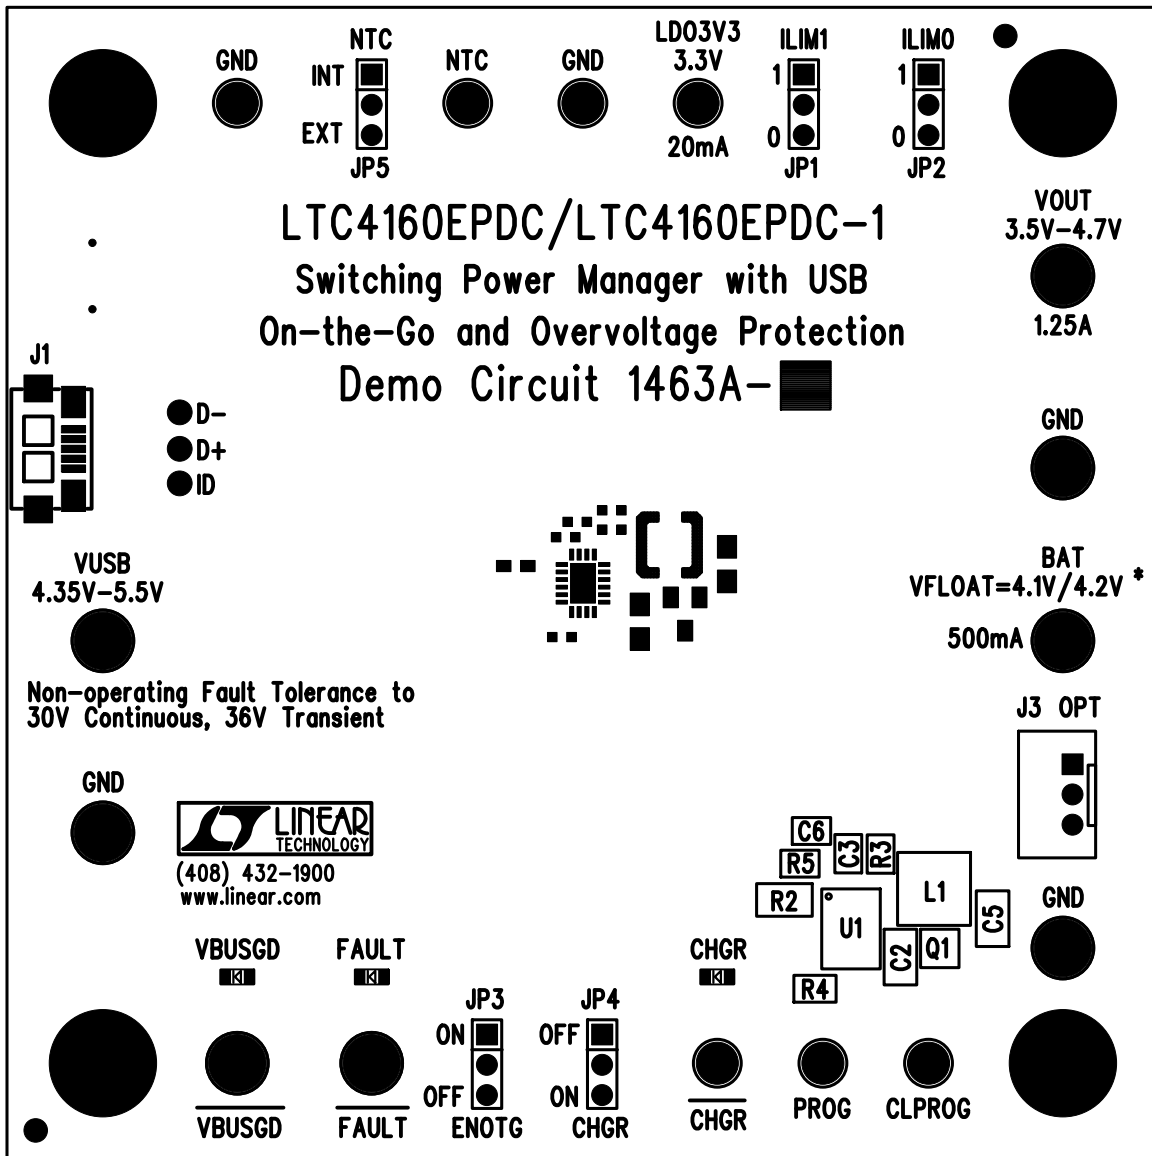 GND
NTC
INT
EXT
JP5
NTC
GND
LDO3V3
3.3V
20mA
ILIM1
1
0
JP1
ILIM0
1
0
JP2
LTC4160EPDC/LTC4160EPDC-1
Switching Power Manager with USB
On-the-Go and Overvoltage Protection
Demo Circuit 1463A-
VOUT
3.5V-4.7V
1.25A
J1
D-
D+
ID
GND
VUSB
4.35V-5.5V
Non-operating Fault Tolerance to
30V Continuous, 36V Transient
BAT
VFLOAT=4.1V/4.2V *
500mA
J3 OPT
GND
LINEAR
TECHNOLOGY
(408) 432-1900
www.linear.com
C6
R5
C3
R3
R2
U1
L1
C5
C2
Q1
R4
GND
VBUSGD
FAULT
CHGR
JP3
ON
OFF
ENOTG
JP4
OFF
ON
CHGR
VBUSGD
FAULT
CHGR
PROG
CLPROG